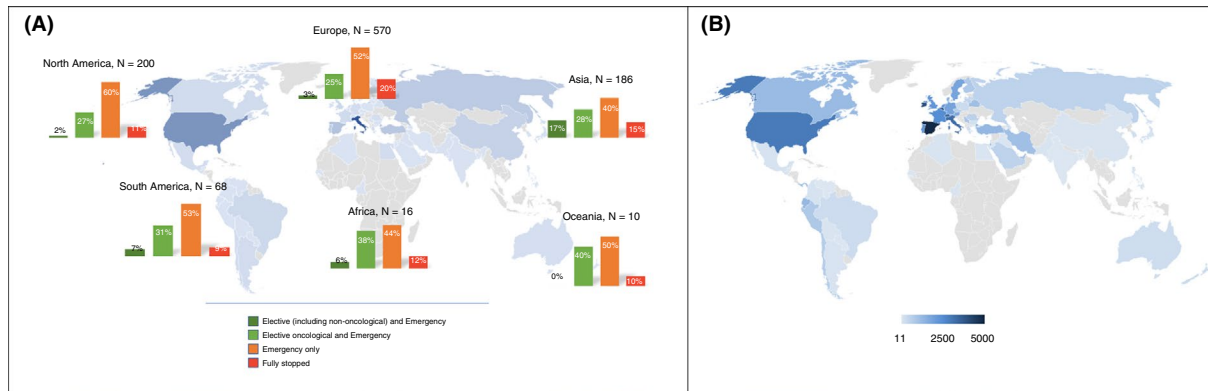 (A)
Europe, N = 570
3%
25%
52%
20%
North America, N = 200
2%
27%
60%
11%
Asia, N = 186
17%
28%
40%
15%
South America, N = 68
7%
31%
53%
9%
Africa, N = 16
6%
38%
44%
12%
Oceania, N = 10
0%
40%
50%
10%
Elective (including non-oncological) and Emergency
Elective oncological and Emergency
Emergency only
Fully stopped
(B)
11 2500 5000